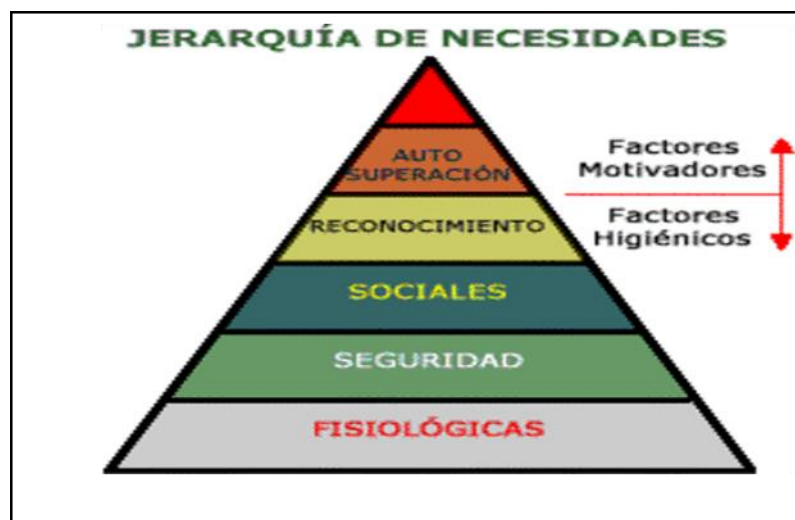 JERARQUÍA DE NECESIDADES
AUTO
SUPERACIÓN
Factores
Motivadores
RECONOCIMIENTO
Factores
Higiénicos
SOCIALES
SEGURIDAD
FISIOLÓGICAS